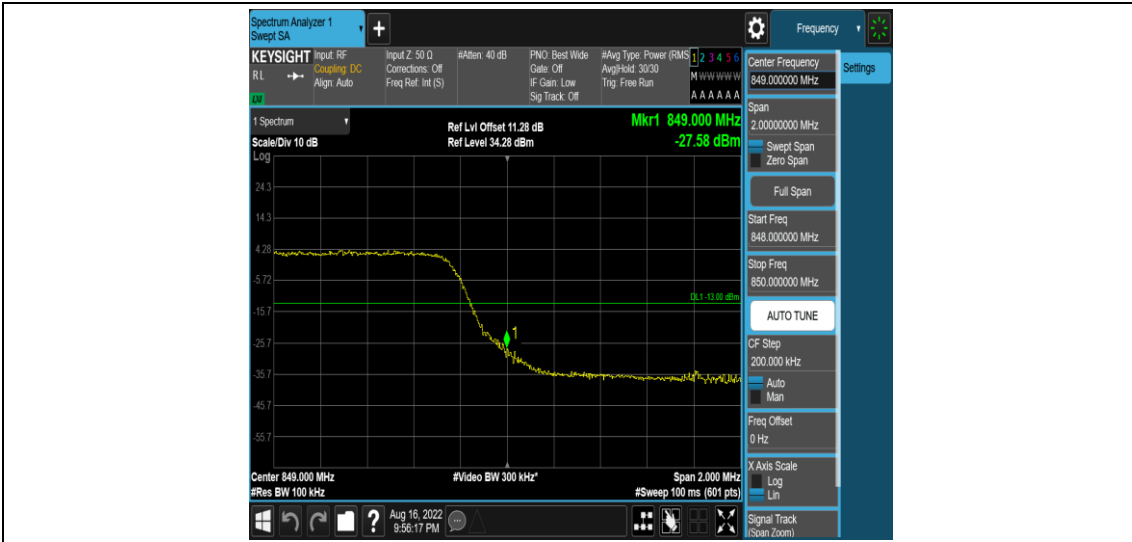 Spectrum Analyzer 1
Swept SA
+
Frequency
KEYSIGHT
Input: RF
Coupling: DC
Align: Auto
Input Z: 50 Ω
Corrections: Off
Freq Ref: Int (S)
#Atten: 40 dB
PNO: Best Wide
Gate: Off
IF Gain: Low
Sig Track: Off
#Avg Type: Power (RMS
Avg|Hold: 30/30
Trig: Free Run
1 2 3 4 5 6
M W W W W W
A A A A A A
R L
1 Spectrum
Scale/Div 10 dB
Log
Ref Lvl Offset 11.28 dB
Ref Level 34.28 dBm
Mkr1 849.000 MHz
-27.58 dBm
24.3
14.3
4.28
-5.72
-15.7
-25.7
-35.7
-45.7
-55.7
DL1 -13.00 dBm
1
Center 849.000 MHz
#Res BW 100 kHz
#Video BW 300 kHz*
Span 2.000 MHz
#Sweep 100 ms (601 pts)
Center Frequency
849.000000 MHz
Settings
Span
2.00000000 MHz
Swept Span
Zero Span
Full Span
Start Freq
848.000000 MHz
Stop Freq
850.000000 MHz
AUTO TUNE
CF Step
200.000 kHz
Auto
Man
Freq Offset
0 Hz
X Axis Scale
Log
Lin
Signal Track
(Span Zoom)
?
Aug 16, 2022
9:56:17 PM